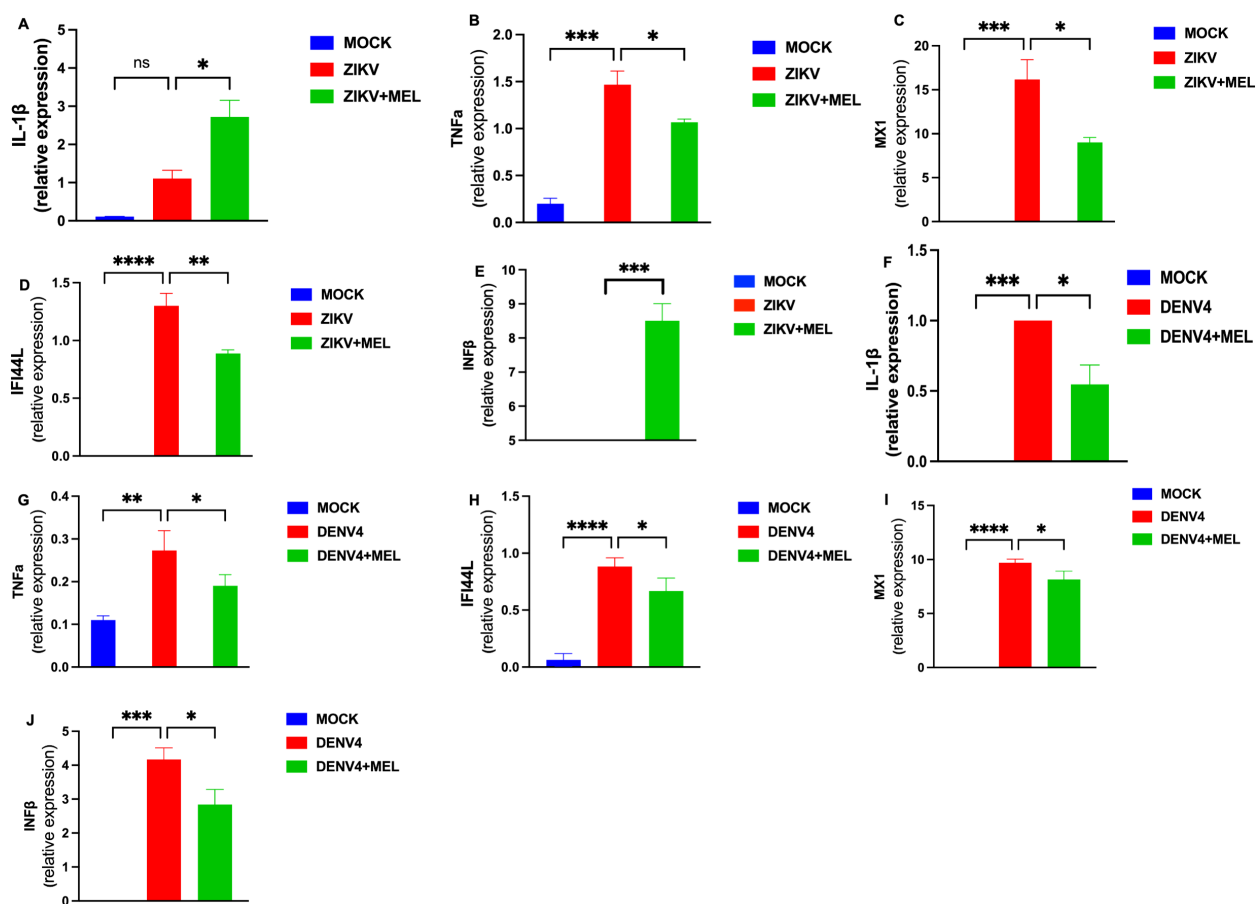 A
IL-1β
(relative expression)
5
4
3
2
1
0
ns
*
MOCK
ZIKV
ZIKV+MEL
B
TNFa
(relative expression)
2.0
1.5
1.0
0.5
0.0
***
*
MOCK
ZIKV
ZIKV+MEL
C
MX1
(relative expression)
20
15
10
5
0
***
*
MOCK
ZIKV
ZIKV+MEL
D
IFI44L
(relative expression)
1.5
1.0
0.5
0.0
****
**
MOCK
ZIKV
ZIKV+MEL
E
INFβ
(relative expression)
10
9
8
7
6
5
***
MOCK
ZIKV
ZIKV+MEL
F
IL-1β
(relative expression)
1.5
1.0
0.5
0.0
***
*
MOCK
DENV4
DENV4+MEL
G
TNFa
(relative expression)
0.4
0.3
0.2
0.1
0.0
**
*
MOCK
DENV4
DENV4+MEL
H
IFI44L
(relative expression)
1.5
1.0
0.5
0.0
****
*
MOCK
DENV4
DENV4+MEL
I
MX1
(relative expression)
15
10
5
0
****
*
MOCK
DENV4
DENV4+MEL
J
INFβ
(relative expression)
5
4
3
2
1
0
***
*
MOCK
DENV4
DENV4+MEL